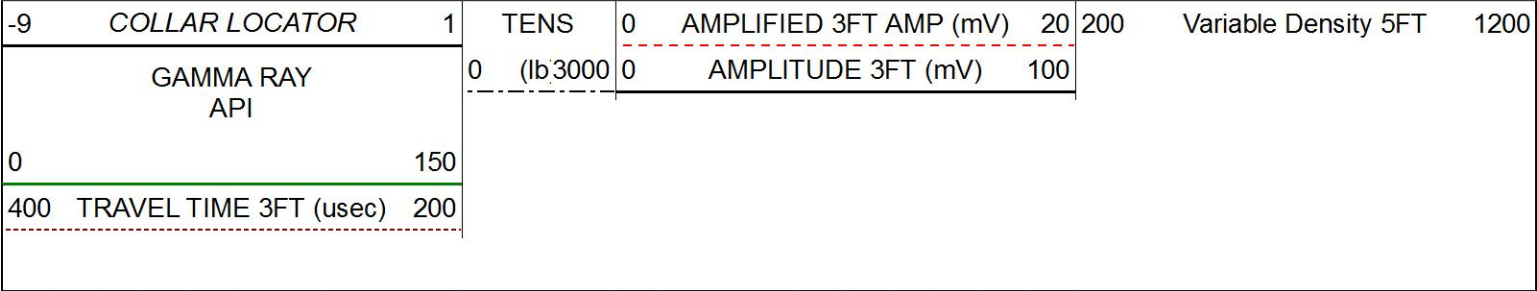 -9 COLLAR LOCATOR 1
GAMMA RAY
API
0 150
400 TRAVEL TIME 3FT (usec) 200
TENS
0 (lb)3000
0 AMPLIFIED 3FT AMP (mV) 20
0 AMPLITUDE 3FT (mV) 100
200 Variable Density 5FT 1200